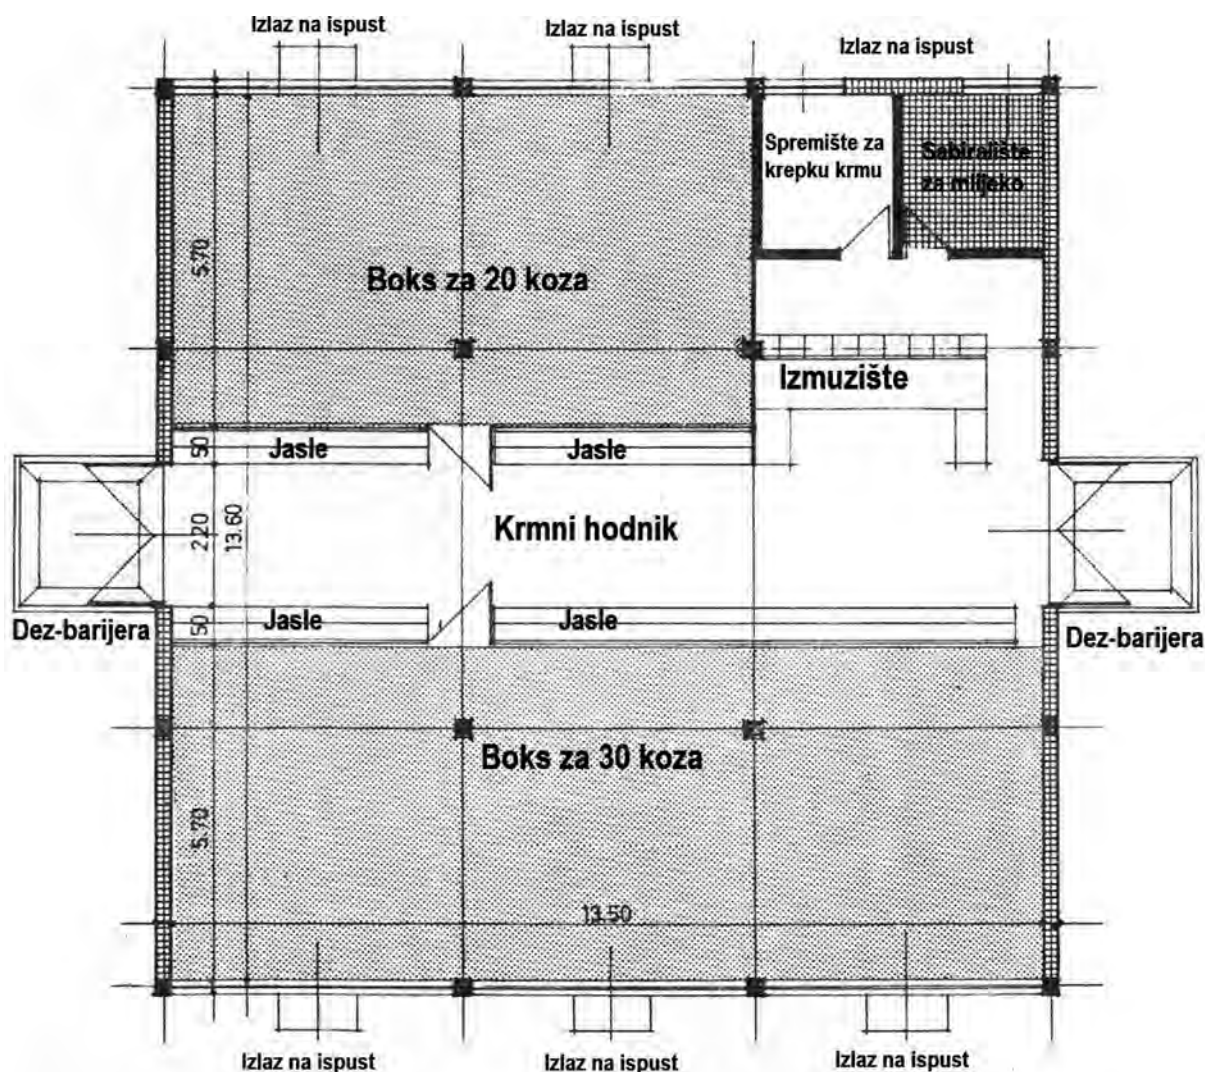 Izlaz na ispust
Izlaz na ispust
Izlaz na ispust
Spremište za
krepku krmu
Sabiralište
za mlijeko
5.70
Boks za 20 koza
Izmuzište
50
Jasle
Jasle
2.20
13.60
Krmni hodnik
50
Jasle
Jasle
Dez-barijera
Dez-barijera
Boks za 30 koza
5.70
13.50
Izlaz na ispust
Izlaz na ispust
Izlaz na ispust